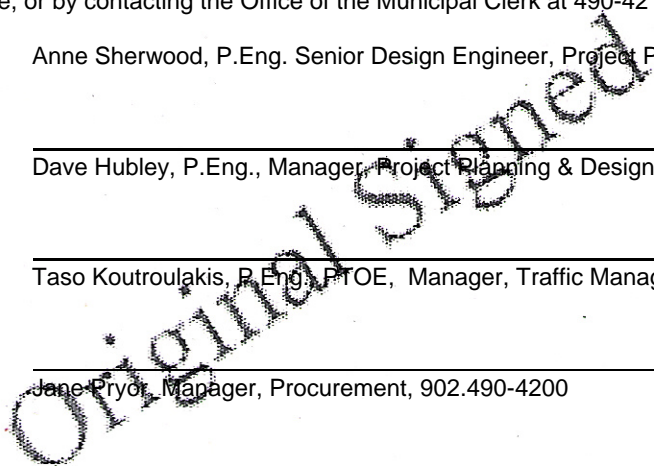 e, or by contacting the Office of the Municipal Clerk at 490-42
Anne Sherwood, P.Eng. Senior Design Engineer, Project P
Dave Hubley, P.Eng., Manager, Project Planning & Design
Taso Koutroulakis, P.Eng., PTOE, Manager, Traffic Manag
Jane Pryor, Manager, Procurement, 902.490-4200
Original Signed